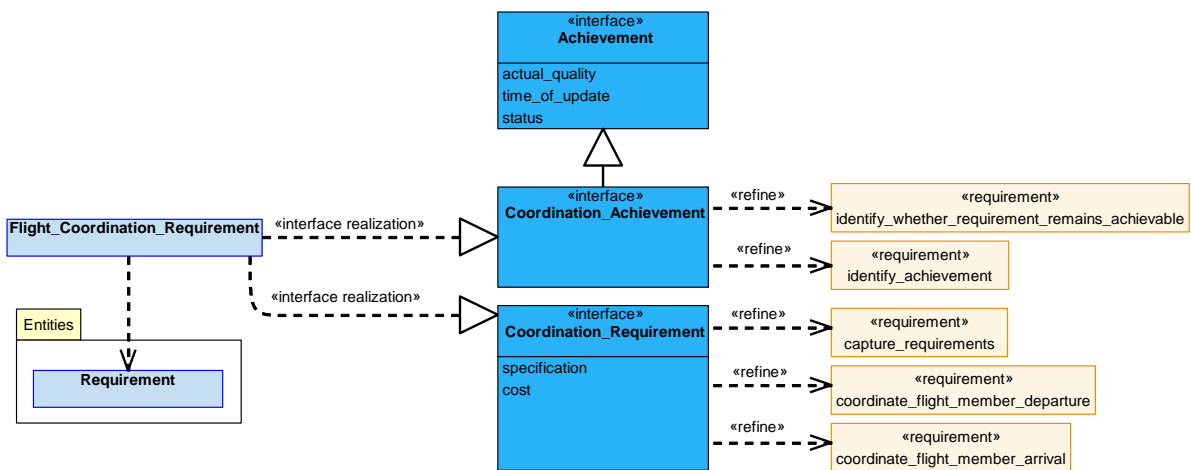 «interface»
Achievement
actual_quality
time_of_update
status
«interface»
Coordination_Achievement
«refine»
«requirement»
identify_whether_requirement_remains_achievable
Flight_Coordination_Requirement
«interface realization»
«refine»
«requirement»
identify_achievement
«interface realization»
«interface»
Coordination_Requirement
specification
cost
«refine»
«requirement»
capture_requirements
Entities
Requirement
«refine»
«requirement»
coordinate_flight_member_departure
«refine»
«requirement»
coordinate_flight_member_arrival